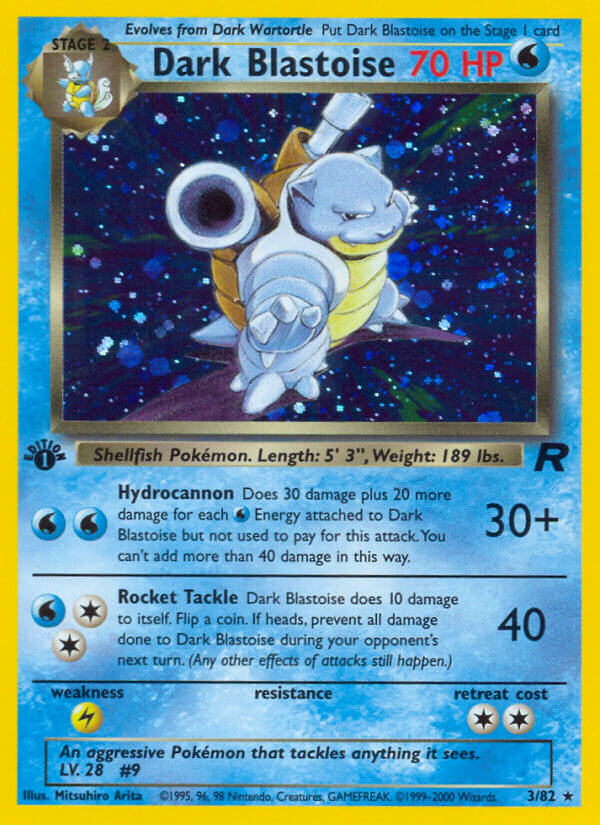 Evolves from Dark Wartortle Put Dark Blastoise on the Stage 1 card
STAGE 2
Dark Blastoise 70 HP
EDITION
1
Shellfish Pokémon. Length: 5' 3", Weight: 189 lbs.
R
Hydrocannon Does 30 damage plus 20 more
damage for each Energy attached to Dark
Blastoise but not used to pay for this attack. You
can't add more than 40 damage in this way.
30+
Rocket Tackle Dark Blastoise does 10 damage
to itself. Flip a coin. If heads, prevent all damage
done to Dark Blastoise during your opponent's
next turn. (Any other effects of attacks still happen.)
40
weakness resistance retreat cost
An aggressive Pokémon that tackles anything it sees.
LV. 28 #9
Illus. Mitsuhiro Arita ©1995, 96, 98 Nintendo, Creatures, GAMEFREAK. ©1999-2000 Wizards. 3/82 ★